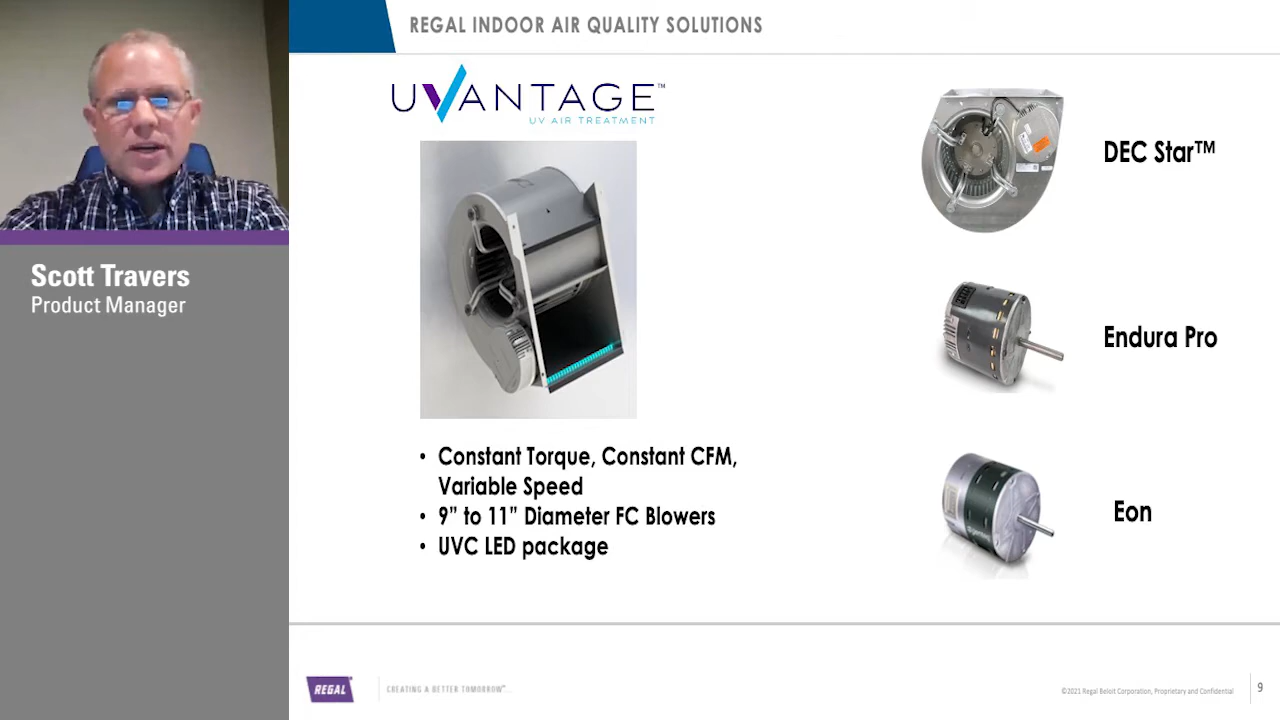 REGAL INDOOR AIR QUALITY SOLUTIONS
UVANTAGE™
UV AIR TREATMENT
DEC Star™
Scott Travers
Product Manager
Endura Pro
• Constant Torque, Constant CFM,
Variable Speed
• 9” to 11” Diameter FC Blowers
• UVC LED package
Eon
REGAL
CREATING A BETTER TOMORROW™...
©2021 Regal Beloit Corporation, Proprietary and Confidential
9